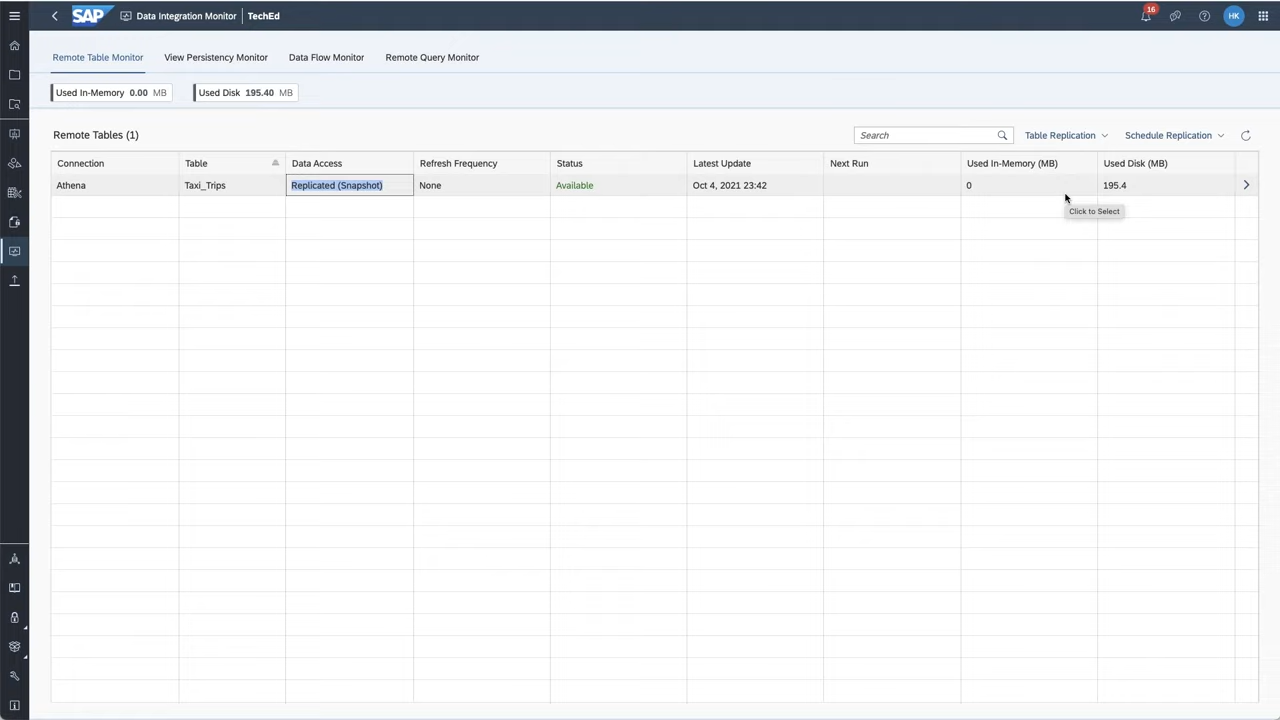 SAP Data Integration Monitor TechEd 16 HK
Remote Table Monitor View Persistency Monitor Data Flow Monitor Remote Query Monitor
Used In-Memory 0.00 MB Used Disk 195.40 MB
Remote Tables (1) Search Table Replication Schedule Replication
Connection Table Data Access Refresh Frequency Status Latest Update Next Run Used In-Memory (MB) Used Disk (MB)
Athena Taxi_Trips Replicated (Snapshot) None Available Oct 4, 2021 23:42 0 195.4
Click to Select